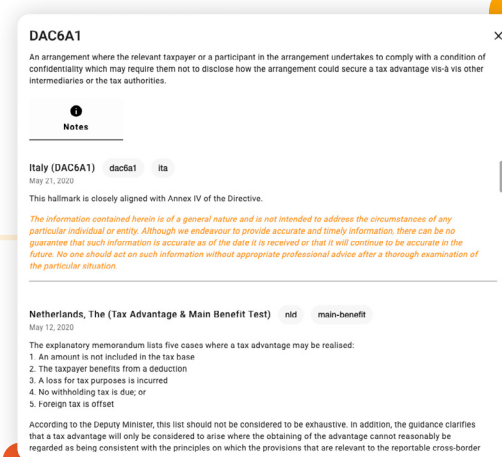 DAC6A1
An arrangement where the relevant taxpayer or a participant in the arrangement undertakes to comply with a condition of
confidentiality which may require them not to disclose how the arrangement could secure a tax advantage vis-à vis other
intermediaries or the tax authorities.
Notes
Italy (DAC6A1) dac6a1 ita
May 21, 2020
This hallmark is closely aligned with Annex IV of the Directive.
The information contained herein is of a general nature and is not intended to address the circumstances of any
particular individual or entity. Although we endeavour to provide accurate and timely information, there can be no
guarantee that such information is accurate as of the date it is received or that it will continue to be accurate in the
future. No one should act on such information without appropriate professional advice after a thorough examination of
the particular situation.
Netherlands, The (Tax Advantage & Main Benefit Test) nld main-benefit
May 12, 2020
The explanatory memorandum lists five cases where a tax advantage may be realised:
1. An amount is not included in the tax base
2. The taxpayer benefits from a deduction
3. A loss for tax purposes is incurred
4. No withholding tax is due; or
5. Foreign tax is offset
According to the Deputy Minister, this list should not be considered to be exhaustive. In addition, the guidance clarifies
that a tax advantage will only be considered to arise where the obtaining of the advantage cannot reasonably be
regarded as being consistent with the principles on which the provisions that are relevant to the reportable cross-border